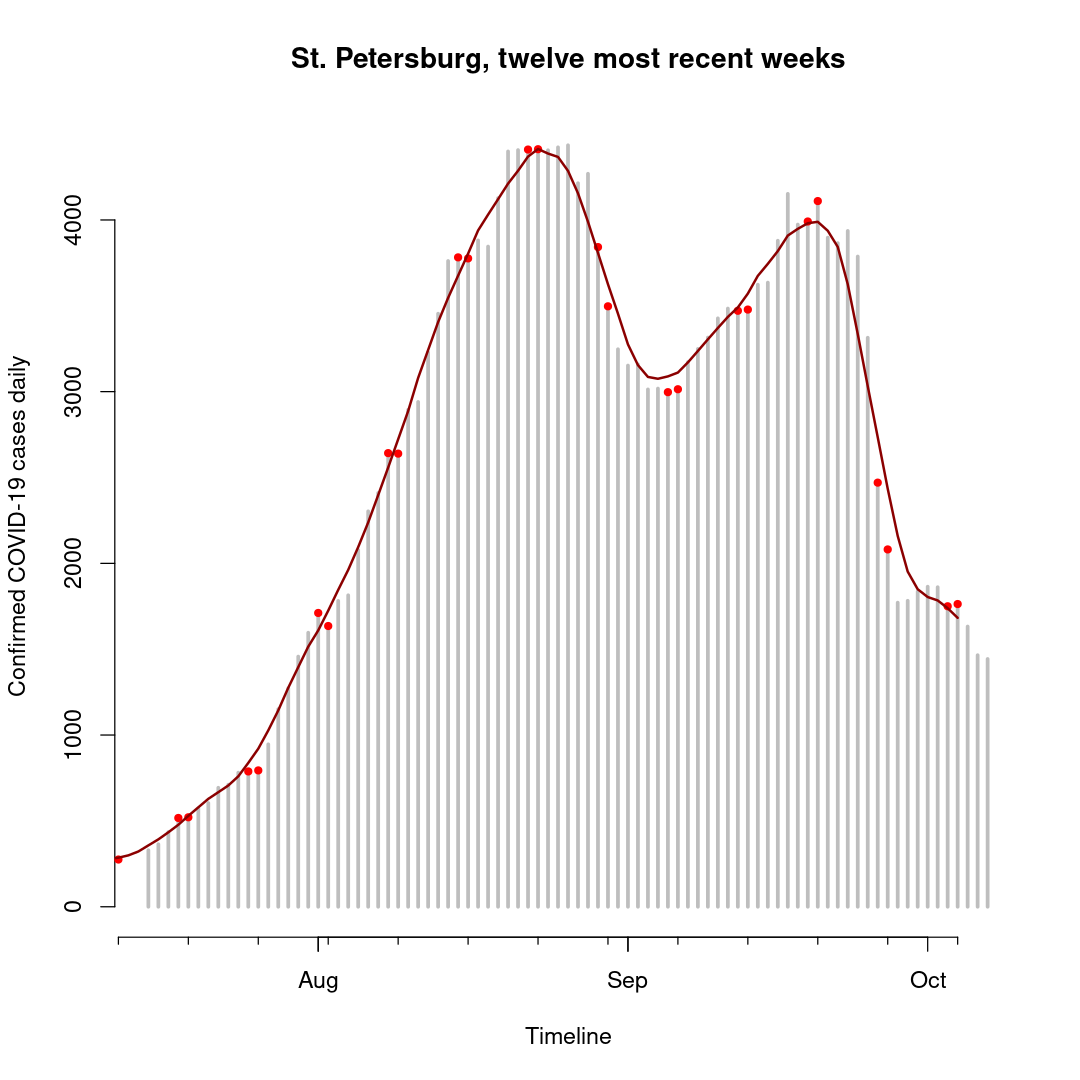 St. Petersburg, twelve most recent weeks
Confirmed COVID-19 cases daily
4000
3000
2000
1000
0
Aug Sep Oct
Timeline